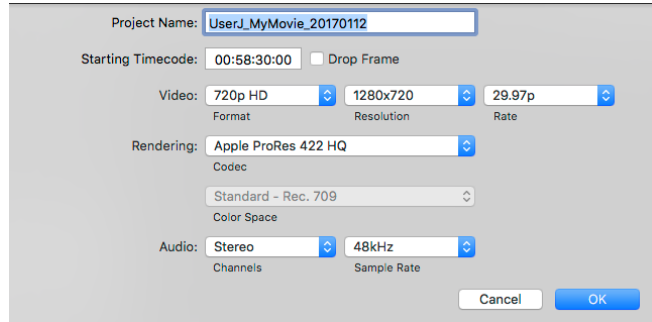 Project Name: UserJ_MyMovie_20170112
Starting Timecode: 00:58:30:00 Drop Frame
Video: 720p HD 1280x720 29.97p
Format Resolution Rate
Rendering: Apple ProRes 422 HQ
Codec
Standard - Rec. 709
Color Space
Audio: Stereo 48kHz
Channels Sample Rate
Cancel OK